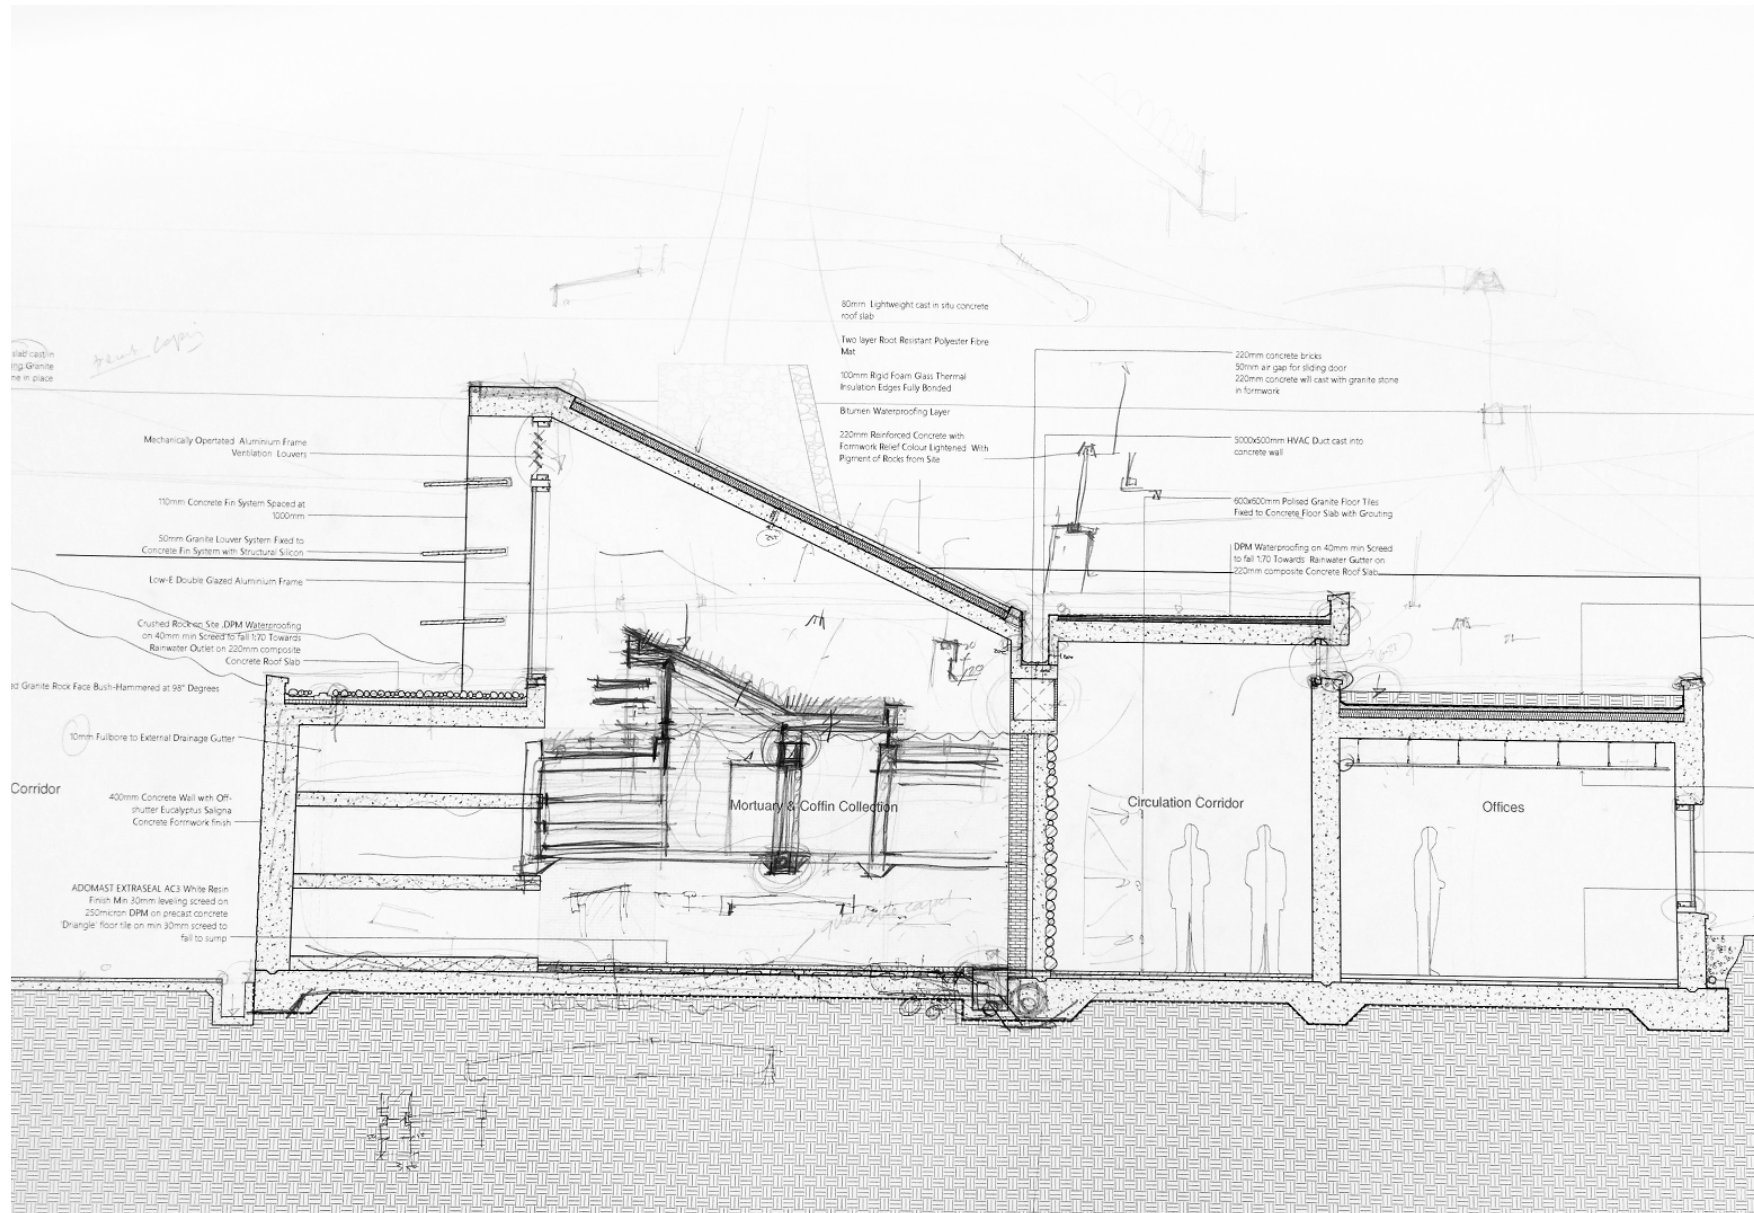 slab cast in
ing. Granite
ne in place
Mechanically Opertated Aluminium Frame
Ventilation Louvers
110mm Concrete Fin System Spaced at
1000mm
50mm Granite Louver System Fixed to
Concrete Fin System with Structural Silicon
Low-E Double Glazed Aluminium Frame
Crushed Rock on Site ,DPM Waterproofing
on 40mm min Screed to fall 1:70 Towards
Rainwater Outlet on 220mm composite
Concrete Roof Slab
ed Granite Rock Face Bush-Hammered at 98° Degrees
10mm Fullbore to External Drainage Gutter
Corridor
400mm Concrete Wall with Off-
shutter Eucalyptus Saligna
Concrete Formwork finish
ADOMAST EXTRASEAL AC3 White Resin
Finish Min 30mm leveling screed on
250micron DPM on precast concrete
'Driangle' floor tile on min 30mm screed to
fall to sump
80mm Lightweight cast in situ concrete
roof slab
Two layer Root Resistant Polyester Fibre
Mat
100mm Rigid Foam Glass Thermal
Insulation Edges Fully Bonded
Bitumen Waterproofing Layer
220mm Reinforced Concrete with
Formwork Relief Colour Lightened With
Pigment of Rocks from Site
220mm concrete bricks
50mm air gap for sliding door
220mm concrete will cast with granite stone
in formwork
5000x500mm HVAC Duct cast into
concrete wall
600x600mm Polised Granite Floor Tiles
Fixed to Concrete Floor Slab with Grouting
DPM Waterproofing on 40mm min Screed
to fall 1:70 Towards Rainwater Gutter on
220mm composite Concrete Roof Slab
Mortuary & Coffin Collection
Circulation Corridor
Offices